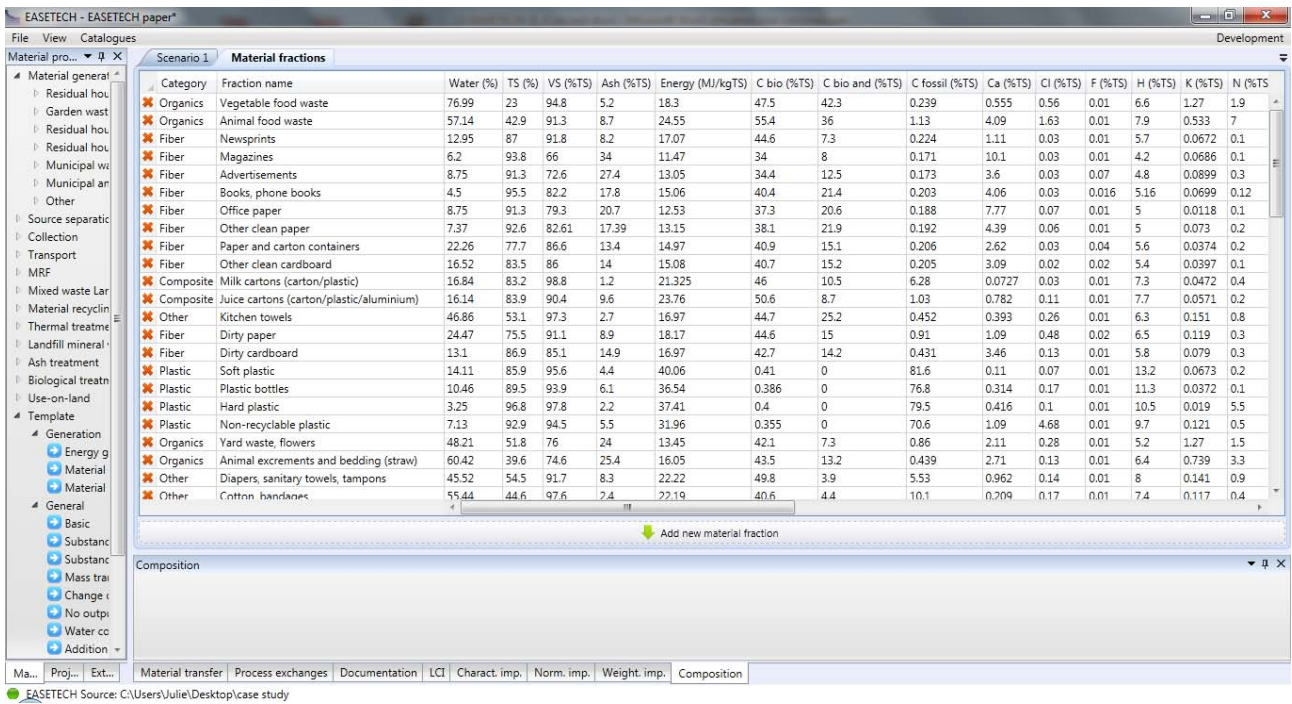 EASETECH - EASETECH paper*
File View Catalogues Development
Material pro...
Material generat
Residual hou
Garden wast
Residual hou
Residual hou
Municipal wa
Municipal an
Other
Source separatic
Collection
Transport
MRF
Mixed waste Lar
Material recyclin
Thermal treatme
Landfill mineral
Ash treatment
Biological treatn
Use-on-land
Template
Generation
Energy g
Material
Material
General
Basic
Substanc
Substanc
Mass trai
Change
No outpu
Water co
Addition
Ma... Proj... Ext...
Scenario 1 Material fractions
Category Fraction name Water (%) TS (%) VS (%TS) Ash (%TS) Energy (MJ/kgTS) C bio (%TS) C bio and (%TS) C fossil (%TS) Ca (%TS) Cl (%TS) F (%TS) H (%TS) K (%TS) N (%TS
Organics Vegetable food waste 76.99 23 94.8 5.2 18.3 47.5 42.3 0.239 0.555 0.56 0.01 6.6 1.27 1.9
Organics Animal food waste 57.14 42.9 91.3 8.7 24.55 55.4 36 1.13 4.09 1.63 0.01 7.9 0.533 7
Fiber Newsprints 12.95 87 91.8 8.2 17.07 44.6 7.3 0.224 1.11 0.03 0.01 5.7 0.0672 0.1
Fiber Magazines 6.2 93.8 66 34 11.47 34 8 0.171 10.1 0.03 0.01 4.2 0.0686 0.1
Fiber Advertisements 8.75 91.3 72.6 27.4 13.05 34.4 12.5 0.173 3.6 0.03 0.07 4.8 0.0899 0.3
Fiber Books, phone books 4.5 95.5 82.2 17.8 15.06 40.4 21.4 0.203 4.06 0.03 0.016 5.16 0.0699 0.12
Fiber Office paper 8.75 91.3 79.3 20.7 12.53 37.3 20.6 0.188 7.77 0.07 0.01 5 0.0118 0.1
Fiber Other clean paper 7.37 92.6 82.61 17.39 13.15 38.1 21.9 0.192 4.39 0.06 0.01 5 0.073 0.2
Fiber Paper and carton containers 22.26 77.7 86.6 13.4 14.97 40.9 15.1 0.206 2.62 0.03 0.04 5.6 0.0374 0.2
Fiber Other clean cardboard 16.52 83.5 86 14 15.08 40.7 15.2 0.205 3.09 0.02 0.02 5.4 0.0397 0.1
Composite Milk cartons (carton/plastic) 16.84 83.2 98.8 1.2 21.325 46 10.5 6.28 0.0727 0.03 0.01 7.3 0.0472 0.4
Composite Juice cartons (carton/plastic/aluminium) 16.14 83.9 90.4 9.6 23.76 50.6 8.7 1.03 0.782 0.11 0.01 7.7 0.0571 0.2
Other Kitchen towels 46.86 53.1 97.3 2.7 16.97 44.7 25.2 0.452 0.393 0.26 0.01 6.3 0.151 0.8
Fiber Dirty paper 24.47 75.5 91.1 8.9 18.17 44.6 15 0.91 1.09 0.48 0.02 6.5 0.119 0.3
Fiber Dirty cardboard 13.1 86.9 85.1 14.9 16.97 42.7 14.2 0.431 3.46 0.13 0.01 5.8 0.079 0.3
Plastic Soft plastic 14.11 85.9 95.6 4.4 40.06 0.41 0 81.6 0.11 0.07 0.01 13.2 0.0673 0.2
Plastic Plastic bottles 10.46 89.5 93.9 6.1 36.54 0.386 0 76.8 0.314 0.17 0.01 11.3 0.0372 0.1
Plastic Hard plastic 3.25 96.8 97.8 2.2 37.41 0.4 0 79.5 0.416 0.1 0.01 10.5 0.019 5.5
Plastic Non-recyclable plastic 7.13 92.9 94.5 5.5 31.96 0.355 0 70.6 1.09 4.68 0.01 9.7 0.121 0.5
Organics Yard waste, flowers 48.21 51.8 76 24 13.45 42.1 7.3 0.86 2.11 0.28 0.01 5.2 1.27 1.5
Organics Animal excrements and bedding (straw) 60.42 39.6 74.6 25.4 16.05 43.5 13.2 0.439 2.71 0.13 0.01 6.4 0.739 3.3
Other Diapers, sanitary towels, tampons 45.52 54.5 91.7 8.3 22.22 49.8 3.9 5.53 0.962 0.14 0.01 8 0.141 0.9
Other Cotton, bandages 55.44 44.6 97.6 2.4 22.19 40.6 4.4 10.1 0.209 0.17 0.01 7.4 0.117 0.4
Add new material fraction
Composition
Material transfer Process exchanges Documentation LCI Charact. imp. Norm. imp. Weight. imp. Composition
EASETECH Source: C:\Users\Julie\Desktop\case study